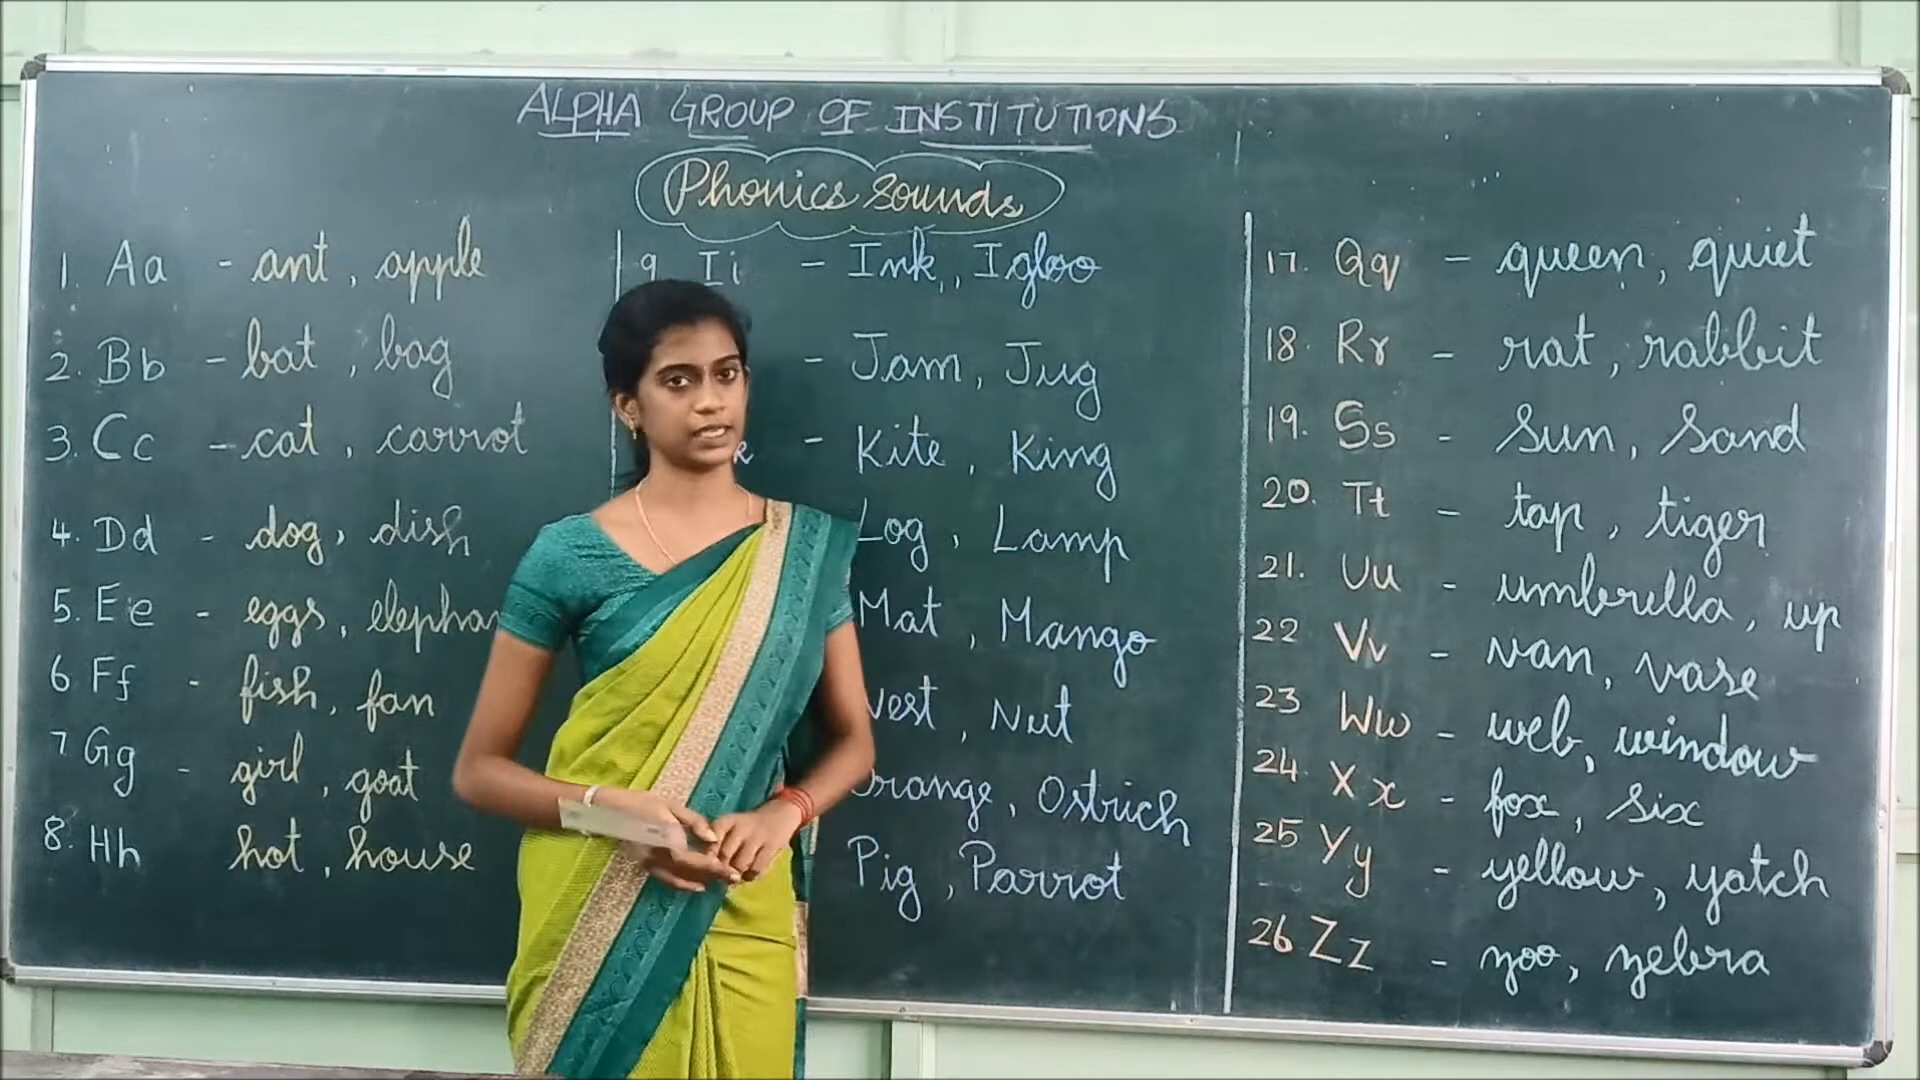 ALPHA GROUP OF INSTITUTIONS
Phonics Sounds
1. Aa - ant, apple
2. Bb - bat, bag
3. Cc - cat, carrot
4. Dd - dog, dish
5. Ee - eggs,
6 Ff - fish, fan
7 Gg - girl, goat
8. Hh hot, house
9 Ii - Ink, Igloo
- Jam, Jug
k - Kite, King
Log, Lamp
Mat, Mango
Nut
Ostrich
Pig, Parrot
17. Qq - queen, quiet
18. Rr - rat, rabbit
19. Ss - sun, sand
20. Tt - tap, tiger
21. Uu - umbrella, up
22 Vv - van, vase
23 Ww - web, window
24. Xx - fox, six
25 Yy - yellow, yatch
26 Zz - zoo, zebra